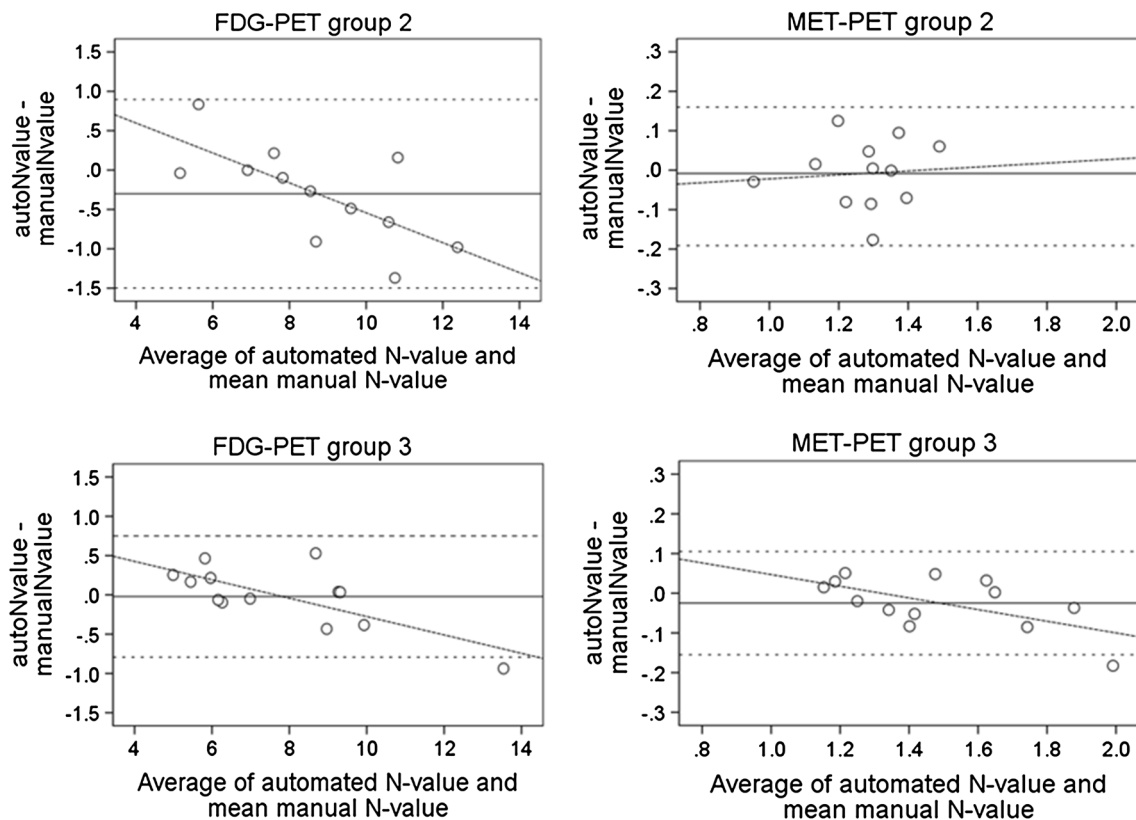 FDG-PET group 2
1.5
1.0
.5
.0
-.5
-1.0
-1.5
autoNvalue -
manualNvalue
4 6 8 10 12 14
Average of automated N-value and
mean manual N-value
MET-PET group 2
.3
.2
.1
.0
-.1
-.2
-.3
autoNvalue -
manualNvalue
.8 1.0 1.2 1.4 1.6 1.8 2.0
Average of automated N-value and
mean manual N-value
FDG-PET group 3
1.5
1.0
.5
.0
-.5
-1.0
-1.5
autoNvalue -
manualNvalue
4 6 8 10 12 14
Average of automated N-value and
mean manual N-value
MET-PET group 3
.3
.2
.1
.0
-.1
-.2
-.3
autoNvalue -
manualNvalue
.8 1.0 1.2 1.4 1.6 1.8 2.0
Average of automated N-value and
mean manual N-value